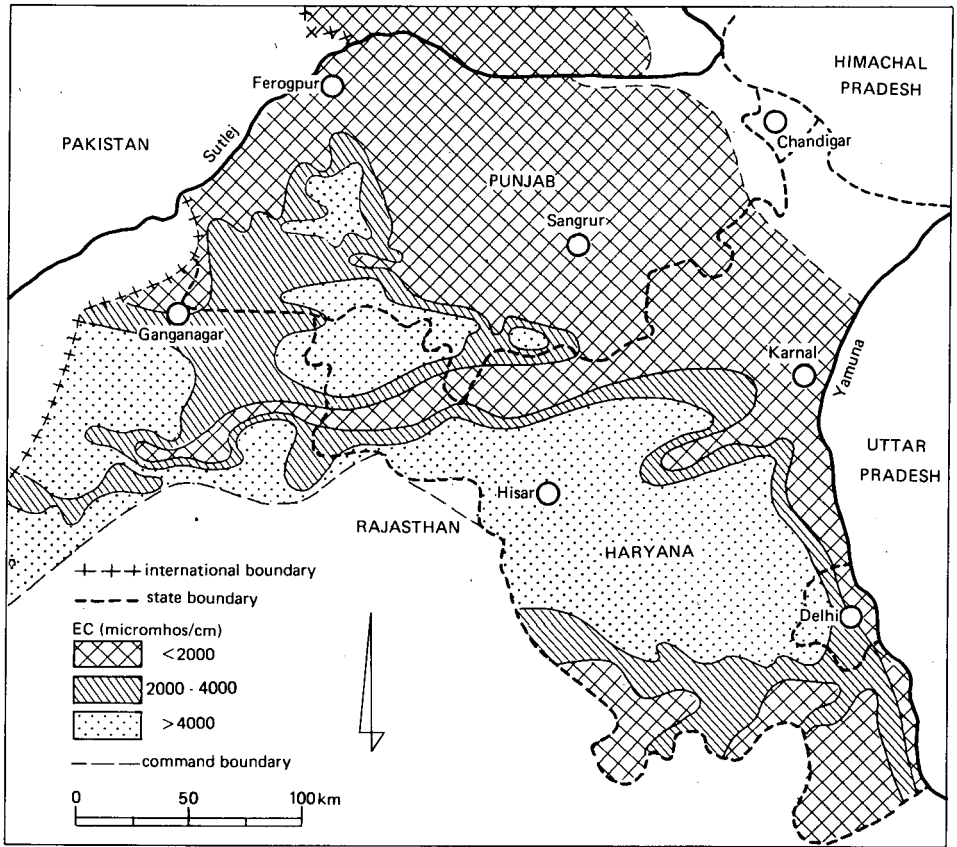 HIMACHAL
PRADESH
Ferogpur
Chandigar
PAKISTAN
Sutlej
PUNJAB
Sangrur
Ganganagar
Karnal
Yamuna
UTTAR
PRADESH
Hisar
RAJASTHAN
HARYANA
international boundary
state boundary
Delhi
EC (micromhos/cm)
<2000
2000 - 4000
>4000
command boundary
0 50 100 km